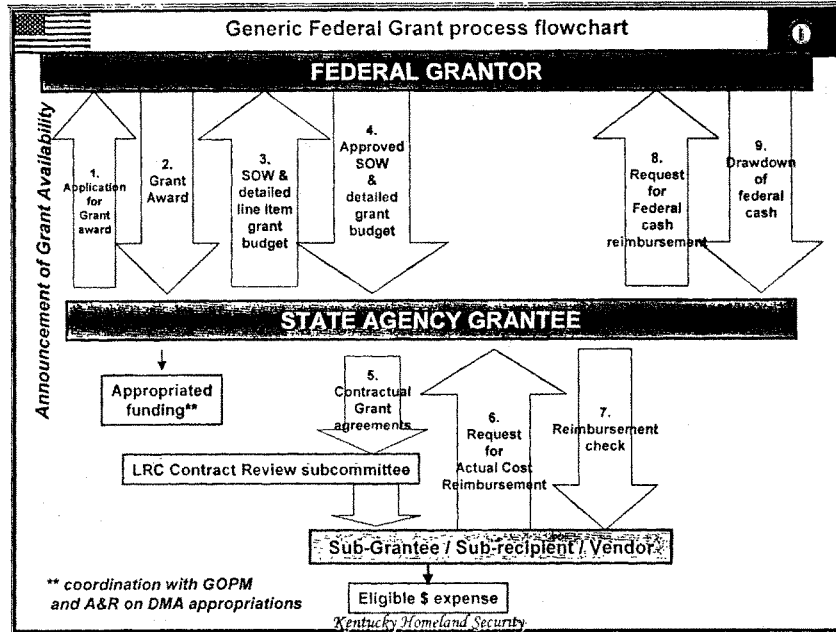 Generic Federal Grant process flowchart
FEDERAL GRANTOR
Announcement of Grant Availability
1.
Application
for
Grant
award
2.
Grant
Award
3.
SOW &
detailed
line item
grant
budget
4.
Approved
SOW
&
detailed
grant
budget
8.
Request
for
Federal
cash
reimbursement
9.
Drawdown
of
federal
cash
STATE AGENCY GRANTEE
Appropriated
funding**
5.
Contractual
Grant
agreements
LRC Contract Review subcommittee
6.
Request
for
Actual Cost
Reimbursement
7.
Reimbursement
check
Sub-Grantee / Sub-recipient / Vendor
Eligible $ expense
** coordination with GOPM
and A&R on DMA appropriations
Kentucky Homeland Security